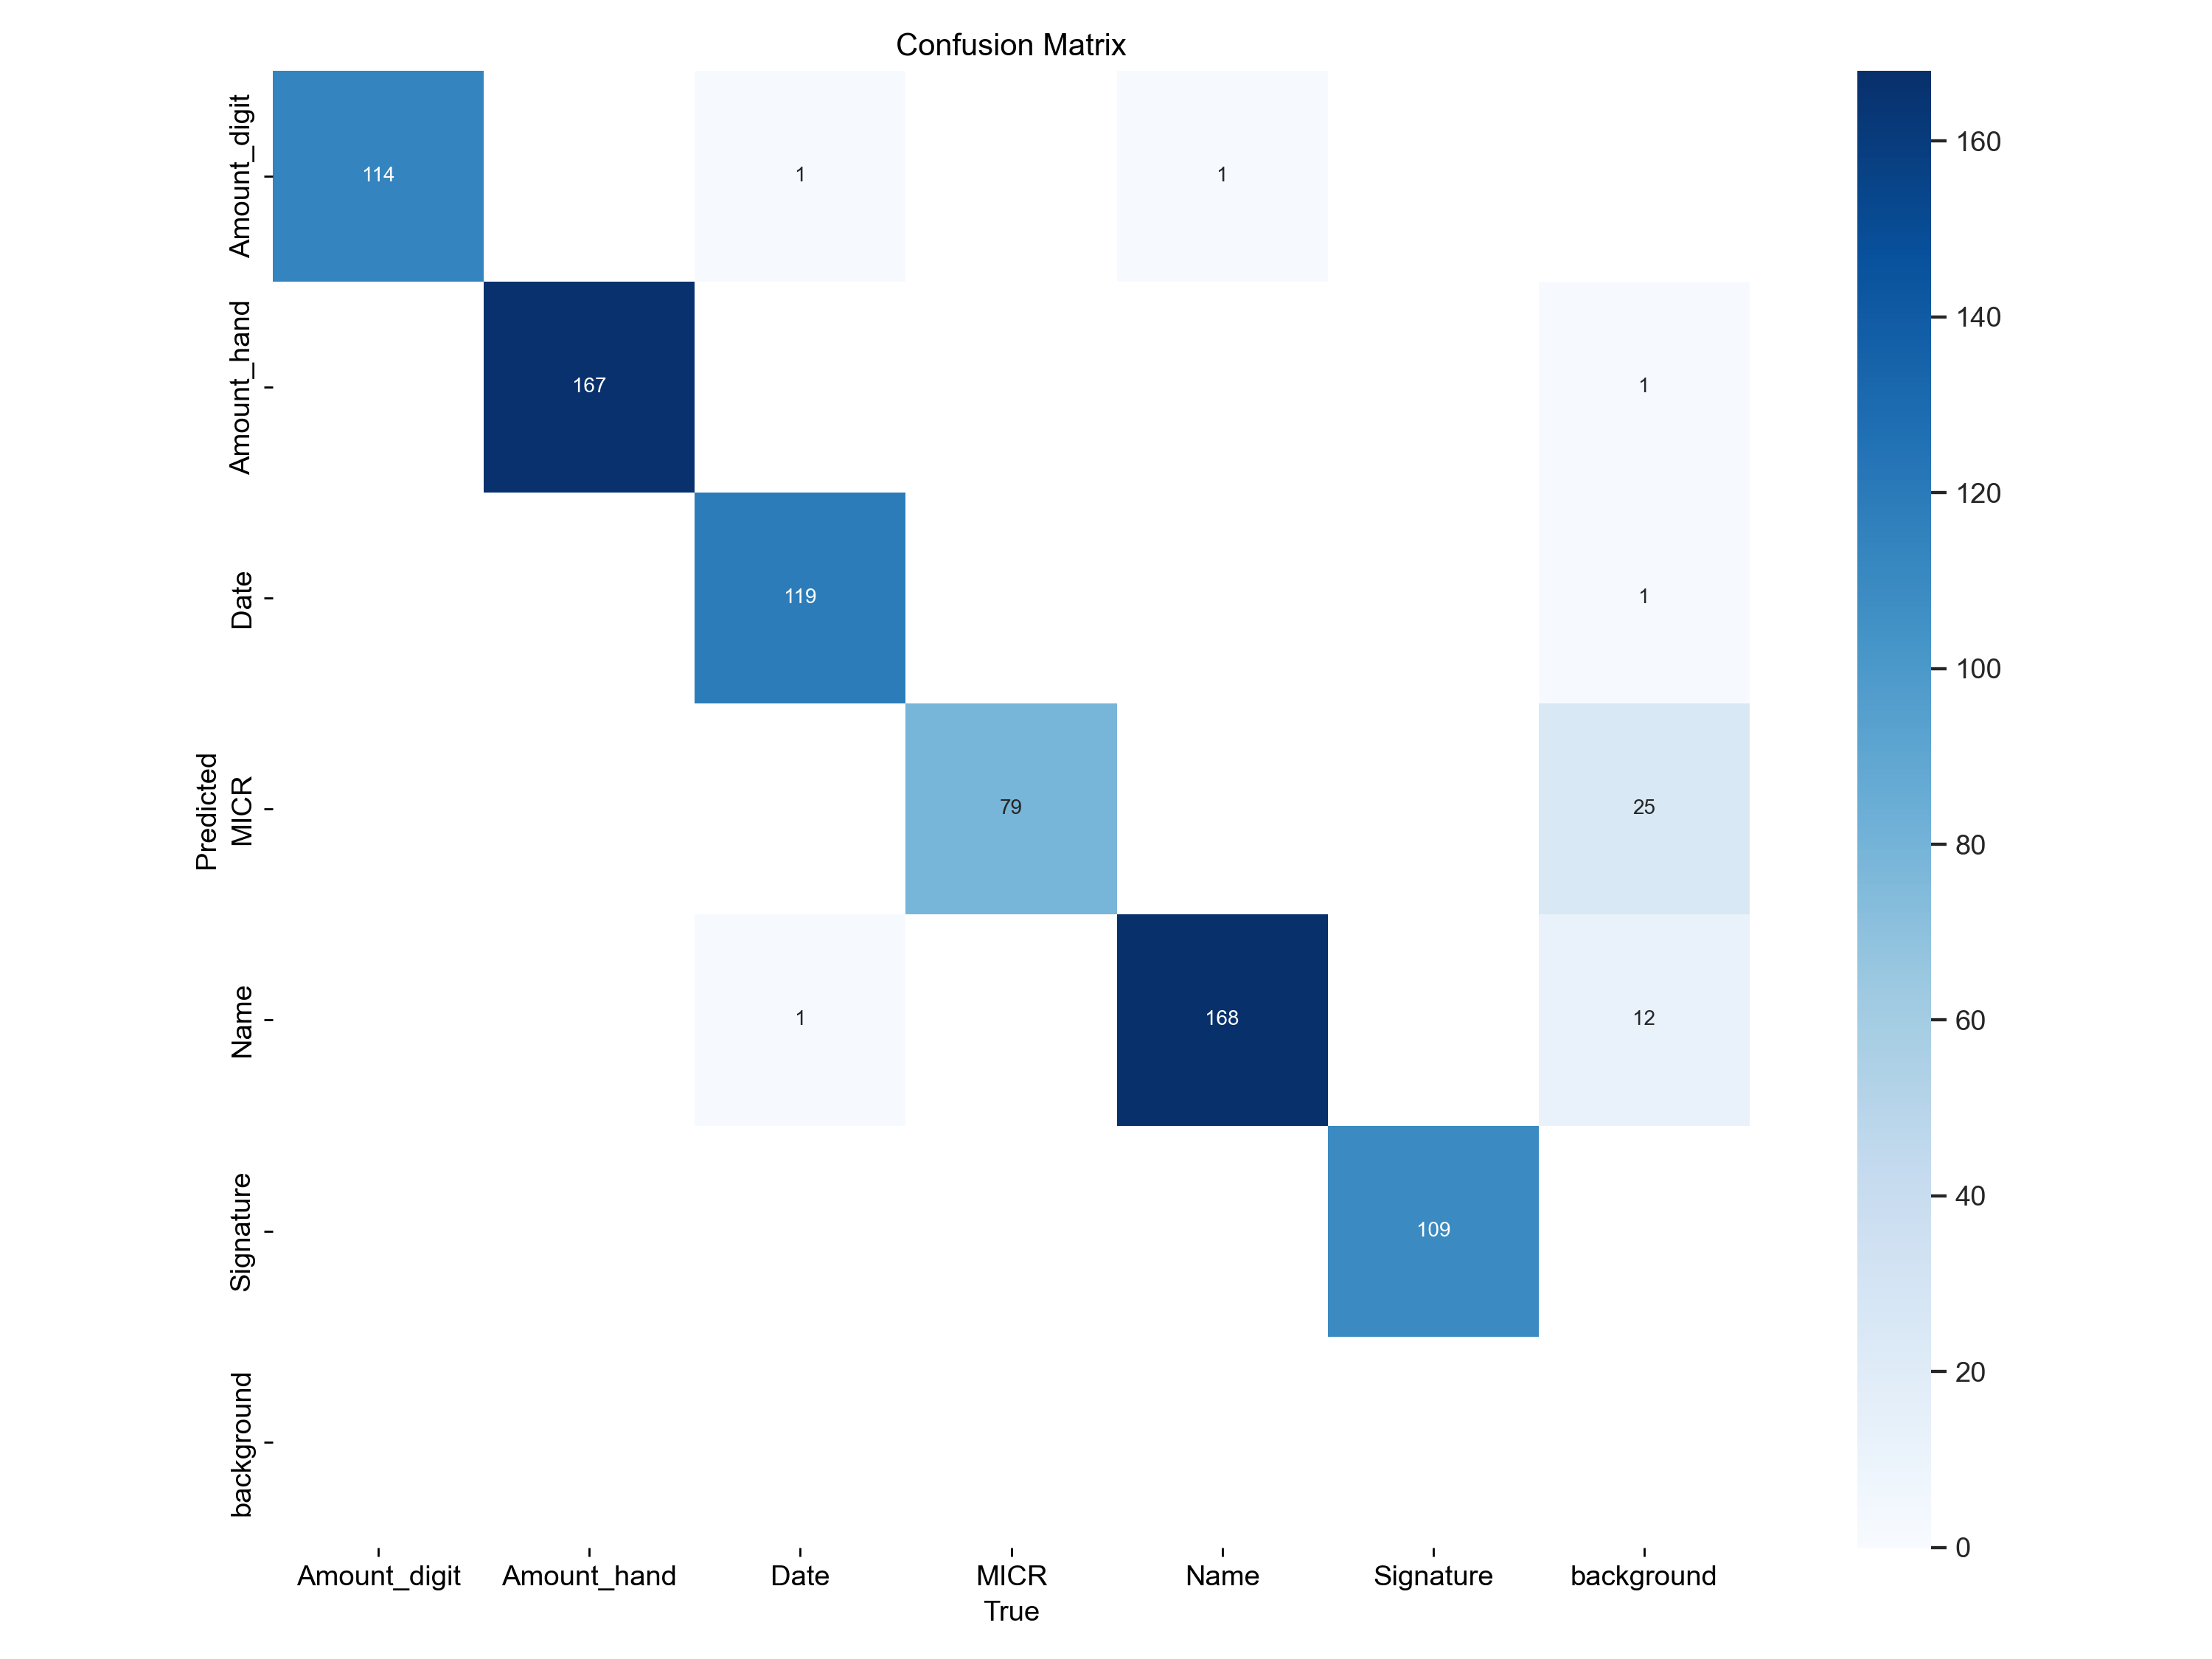 Confusion Matrix
Amount_digit
114
1
1
Amount_hand
167
1
Date
119
1
Predicted
MICR
79
25
Name
1
168
12
Signature
109
background
Amount_digit Amount_hand Date MICR Name Signature background
True
160
140
120
100
80
60
40
20
0